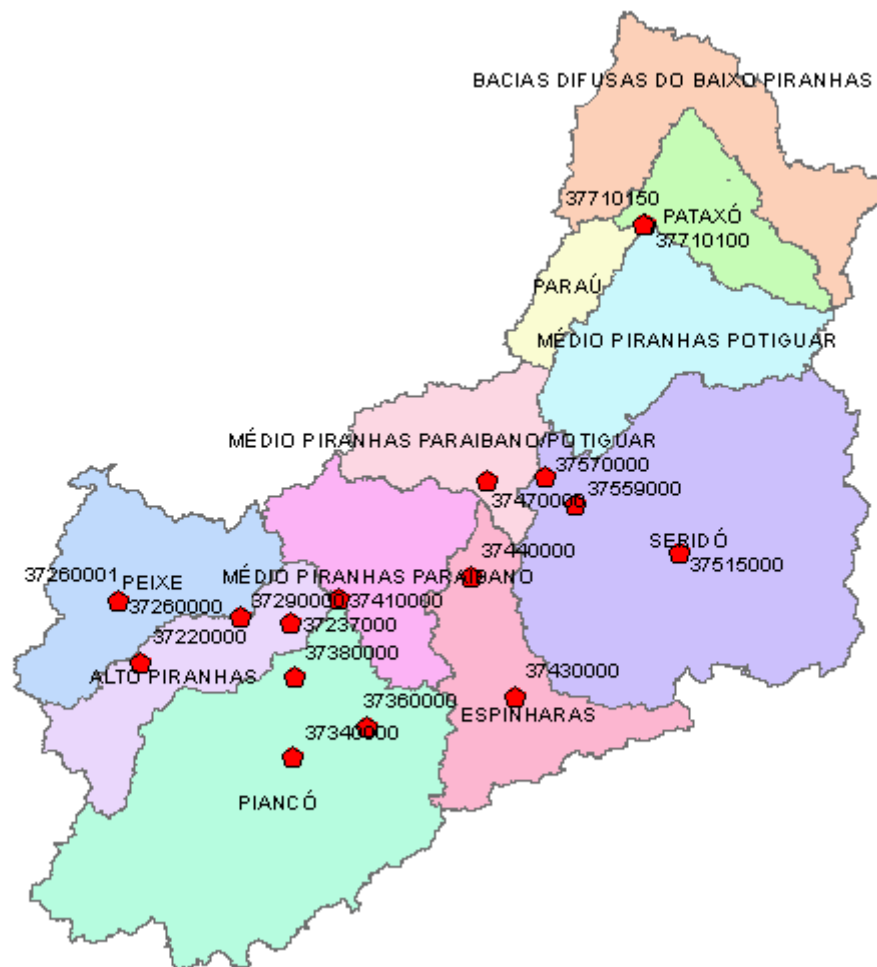 BACIAS DIFUSAS DO BAIXO PIRANHAS
37710150
PATAXÓ
37710100
PARAÚ
MÉDIO PIRANHAS POTIGUAR
MÉDIO PIRANHAS PARAIBANO/POTIGUAR
37570000
37559000
37470000
SERIDÓ
37515000
37440000
37260001
PEIXE
37260000
MÉDIO PIRANHAS PARAIBANO
37290000
37410000
37237000
37220000
37380000
ALTO PIRANHAS
37430000
37360000
ESPINHARAS
37340000
PIANCÓ